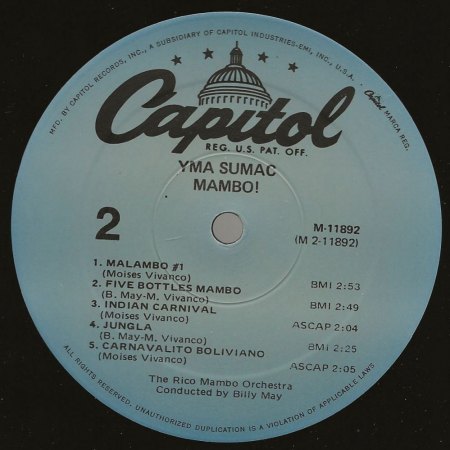 MFD. BY CAPITOL RECORDS, INC., A SUBSIDIARY OF CAPITOL INDUSTRIES-EMI, INC., U.S.A.
Capitol MARCA REG.
Capitol
REG. U.S. PAT. OFF.
YMA SUMAC
MAMBO!
2
M-11892
(M 2-11892)
1. MALAMBO #1
(Moises Vivanco) BMI 2:53
2. FIVE BOTTLES MAMBO
(B. May-M. Vivanco) BMI 2:49
3. INDIAN CARNIVAL
(Moises Vivanco) ASCAP 2:04
4. JUNGLA
(B. May-M. Vivanco) BMI 2:25
5. CARNAVALITO BOLIVIANO
(Moises Vivanco) ASCAP 2:05
The Rico Mambo Orchestra
Conducted by Billy May
ALL RIGHTS RESERVED. UNAUTHORIZED DUPLICATION IS A VIOLATION OF APPLICABLE LAWS